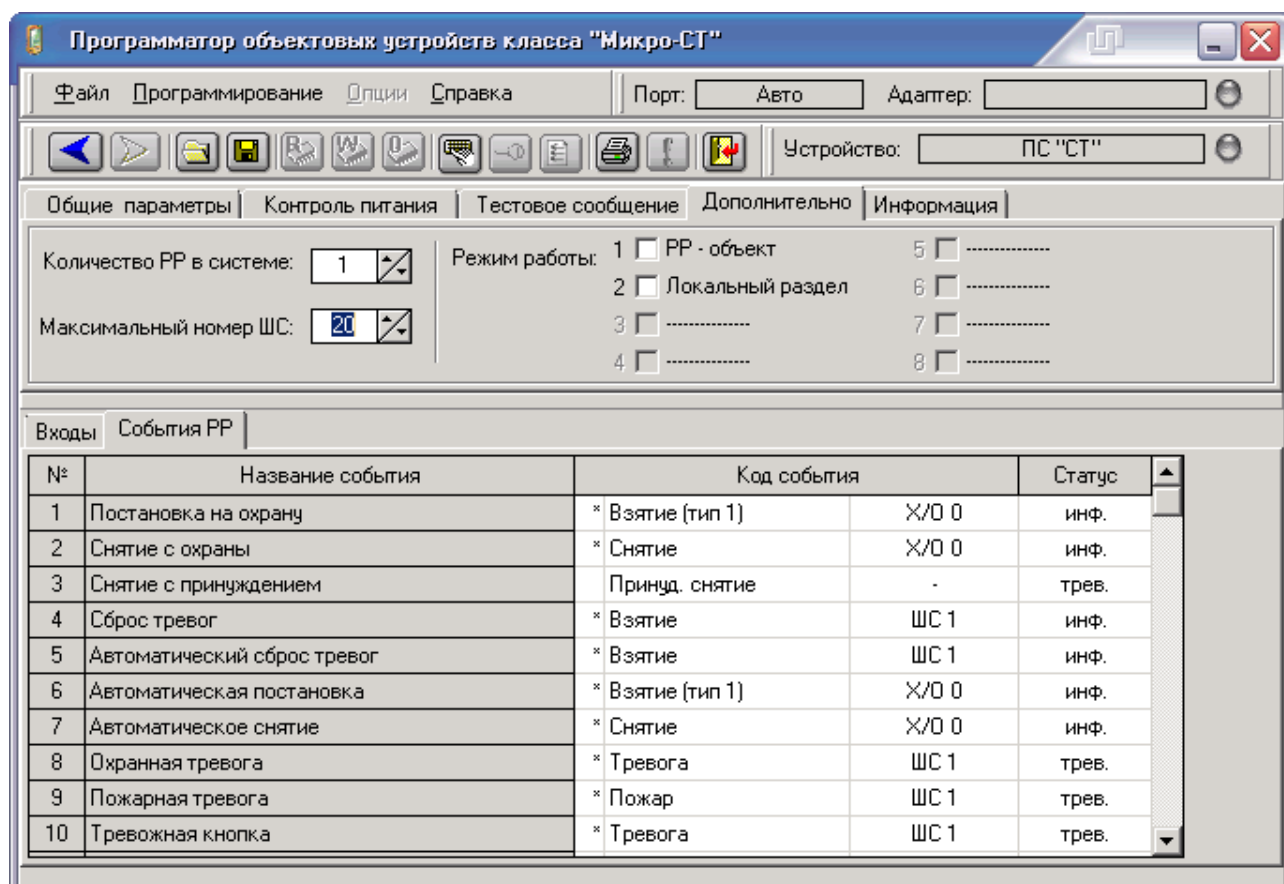 Программатор объектовых устройств класса "Микро-СТ"
Файл Программирование Опции Справка Порт: Авто Адаптер:
Устройство: ПС "СТ"
Общие параметры Контроль питания Тестовое сообщение Дополнительно Информация
Количество РР в системе: 1
Максимальный номер ШС: 20
Режим работы:
1 РР - объект
2 Локальный раздел
3 ---------------
4 ---------------
5 ---------------
6 ---------------
7 ---------------
8 ---------------
Входы События РР
№ Название события Код события Статус
1 Постановка на охрану * Взятие (тип 1) Х/О 0 инф.
2 Снятие с охраны * Снятие Х/О 0 инф.
3 Снятие с принуждением Принуд. снятие - трев.
4 Сброс тревог * Взятие ШС 1 инф.
5 Автоматический сброс тревог * Взятие ШС 1 инф.
6 Автоматическая постановка * Взятие (тип 1) Х/О 0 инф.
7 Автоматическое снятие * Снятие Х/О 0 инф.
8 Охранная тревога * Тревога ШС 1 трев.
9 Пожарная тревога * Пожар ШС 1 трев.
10 Тревожная кнопка * Тревога ШС 1 трев.